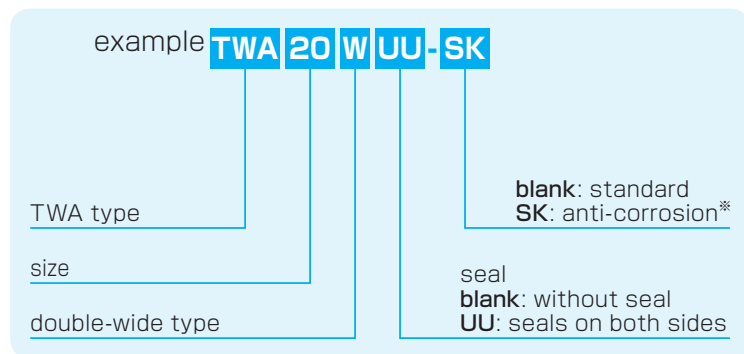 example TWA 20 W UU - SK
blank: standard
TWA type
SK: anti-corrosion※
size
seal
blank: without seal
double-wide type
UU: seals on both sides